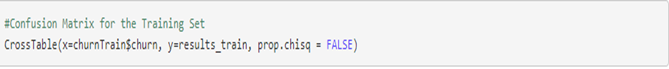 #Confusion Matrix for the Training Set
CrossTable(x=churnTrain$churn, y=results_train, prop.chisq = FALSE)